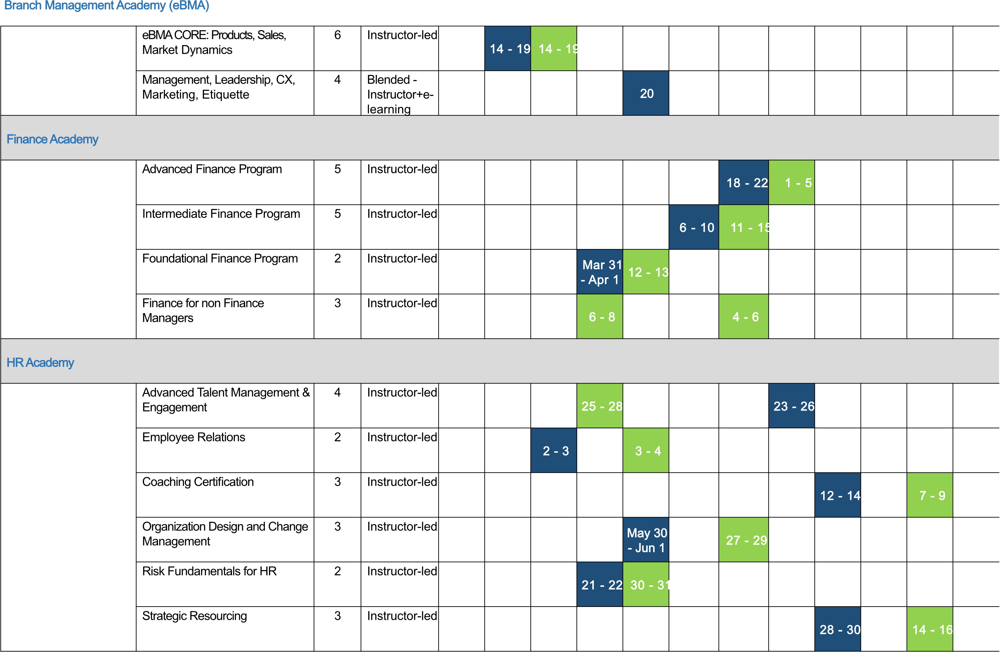 Branch Management Academy (eBMA)
eBMA CORE: Products, Sales, 6 Instructor-led
Market Dynamics
14 - 19 14 - 19
Management, Leadership, CX, 4 Blended -
Marketing, Etiquette Instructor+e-
learning
20
Finance Academy
Advanced Finance Program 5 Instructor-led
18 - 22 1 - 5
Intermediate Finance Program 5 Instructor-led
6 - 10 11 - 15
Foundational Finance Program 2 Instructor-led
Mar 31
- Apr 1
12 - 13
Finance for non Finance 3 Instructor-led
Managers
6 - 8 4 - 6
HR Academy
Advanced Talent Management & 4 Instructor-led
Engagement
25 - 28 23 - 26
Employee Relations 2 Instructor-led
2 - 3 3 - 4
Coaching Certification 3 Instructor-led
12 - 14 7 - 9
Organization Design and Change 3 Instructor-led
Management
May 30
- Jun 1
27 - 29
Risk Fundamentals for HR 2 Instructor-led
21 - 22 30 - 31
Strategic Resourcing 3 Instructor-led
28 - 30 14 - 16